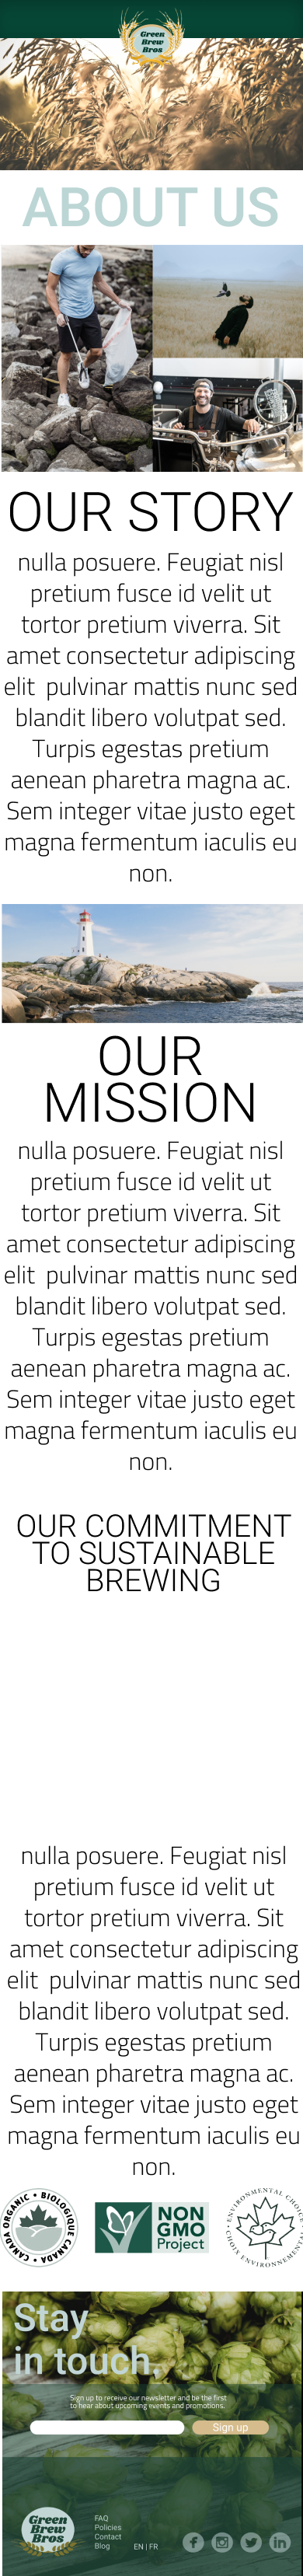 Green
Brew
Bros
ABOUT US
OUR STORY
nulla posuere. Feugiat nisl
pretium fusce id velit ut
tortor pretium viverra. Sit
amet consectetur adipiscing
elit pulvinar mattis nunc sed
blandit libero volutpat sed.
Turpis egestas pretium
aenean pharetra magna ac.
Sem integer vitae justo eget
magna fermentum iaculis eu
non.
OUR
MISSION
nulla posuere. Feugiat nisl
pretium fusce id velit ut
tortor pretium viverra. Sit
amet consectetur adipiscing
elit pulvinar mattis nunc sed
blandit libero volutpat sed.
Turpis egestas pretium
aenean pharetra magna ac.
Sem integer vitae justo eget
magna fermentum iaculis eu
non.
OUR COMMITMENT
TO SUSTAINABLE
BREWING
nulla posuere. Feugiat nisl
pretium fusce id velit ut
tortor pretium viverra. Sit
amet consectetur adipiscing
elit pulvinar mattis nunc sed
blandit libero volutpat sed.
Turpis egestas pretium
aenean pharetra magna ac.
Sem integer vitae justo eget
magna fermentum iaculis eu
non.
CANADA ORGANIC • BIOLOGIQUE CANADA •
NON
GMO
Project
ENVIRONMENTAL CHOICE
CHOIX ENVIRONNEMENTAL
Stay
in touch.
Sign up to receive our newsletter and be the first
to hear about upcoming events and promotions.
Sign up
Green
Brew
Bros
FAQ
Policies
Contact
Blog
EN | FR